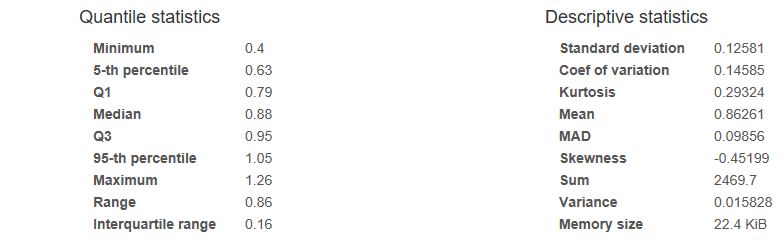 Quantile statistics
Minimum 0.4
5-th percentile 0.63
Q1 0.79
Median 0.88
Q3 0.95
95-th percentile 1.05
Maximum 1.26
Range 0.86
Interquartile range 0.16
Descriptive statistics
Standard deviation 0.12581
Coef of variation 0.14585
Kurtosis 0.29324
Mean 0.86261
MAD 0.09856
Skewness -0.45199
Sum 2469.7
Variance 0.015828
Memory size 22.4 KiB